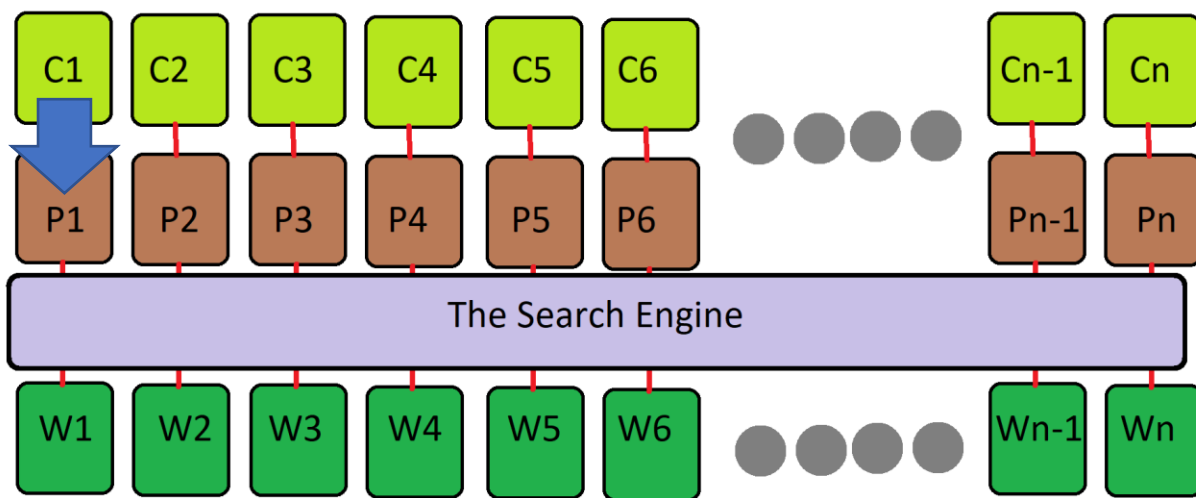 C1 C2 C3 C4 C5 C6 Cn-1 Cn
P1 P2 P3 P4 P5 P6 Pn-1 Pn
The Search Engine
W1 W2 W3 W4 W5 W6 Wn-1 Wn